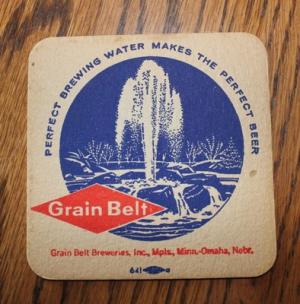 PERFECT BREWING WATER MAKES THE PERFECT BEER
Grain Belt
Grain Belt Breweries, Inc., Mpls., Minn.-Omaha, Nebr.
641